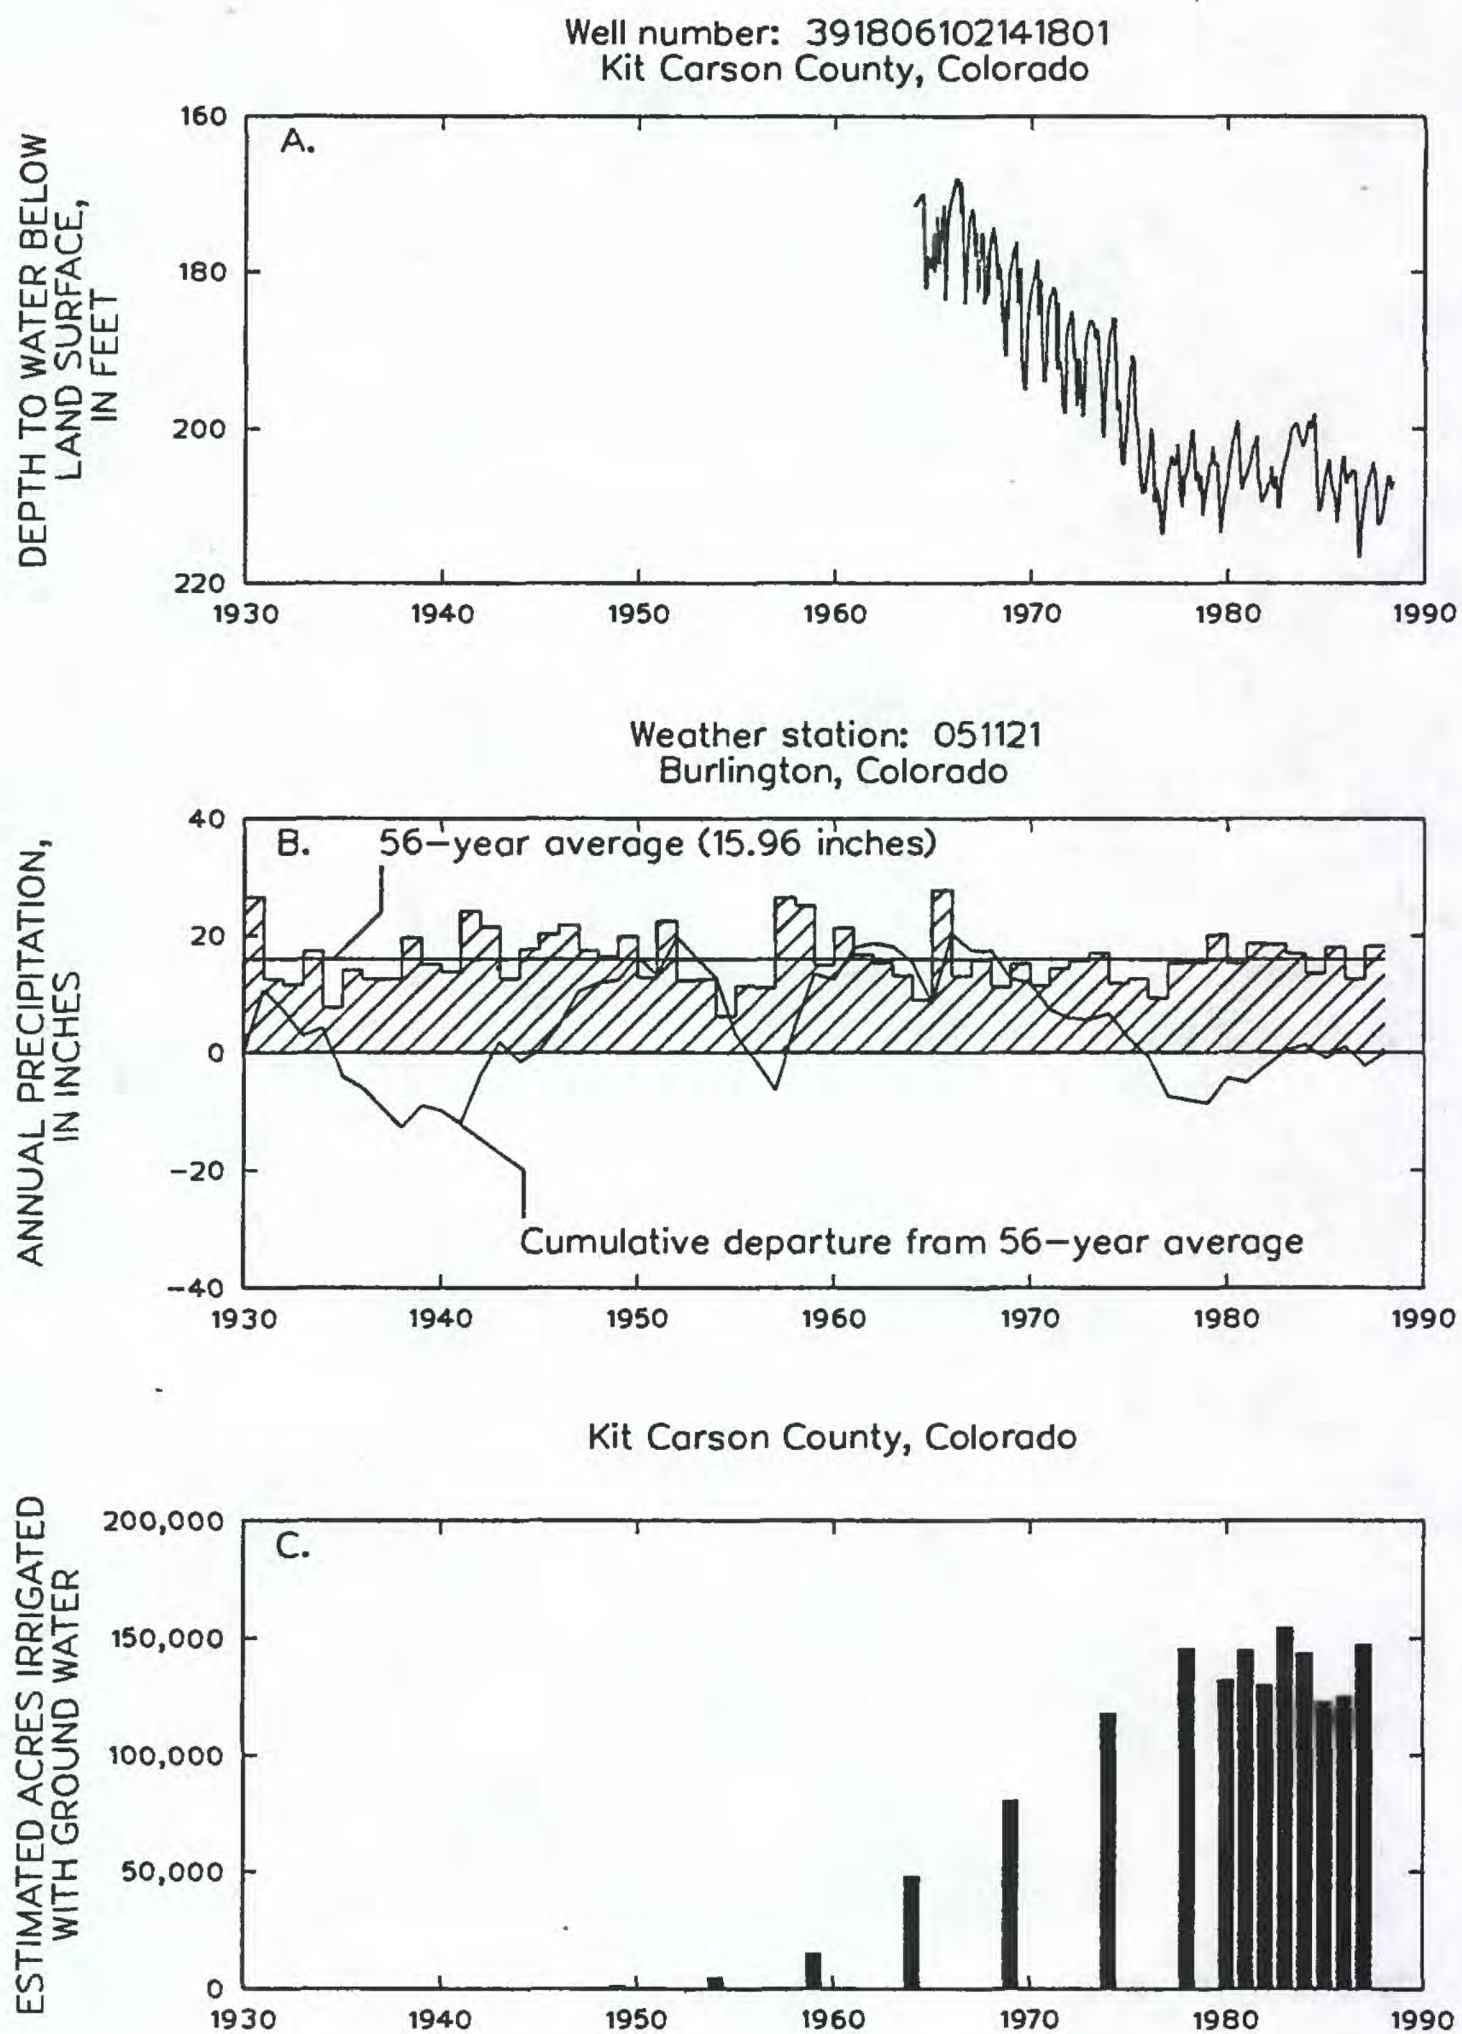 Well number: 391806102141801
Kit Carson County, Colorado
DEPTH TO WATER BELOW
LAND SURFACE,
IN FEET
A.
160
180
200
220
1930 1940 1950 1960 1970 1980 1990
Weather station: 051121
Burlington, Colorado
ANNUAL PRECIPITATION,
IN INCHES
40
20
0
-20
-40
B. 56-year average (15.96 inches)
Cumulative departure fram 56-year average
1930 1940 1950 1960 1970 1980 1990
Kit Carson County, Colorado
ESTIMATED ACRES IRRIGATED
WITH GROUND WATER
C.
200,000
150,000
100,000
50,000
0
1930 1940 1950 1960 1970 1980 1990